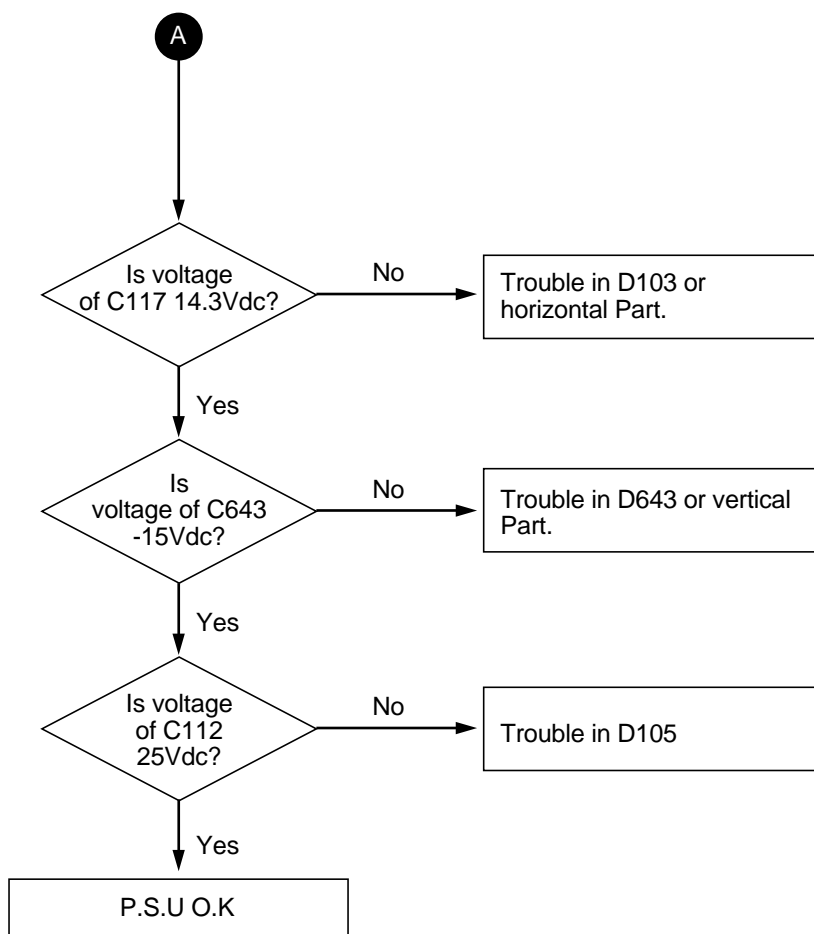 A
Is voltage
of C117 14.3Vdc?
No
Trouble in D103 or
horizontal Part.
Yes
Is
voltage of C643
-15Vdc?
No
Trouble in D643 or vertical
Part.
Yes
Is voltage
of C112
25Vdc?
No
Trouble in D105
Yes
P.S.U O.K